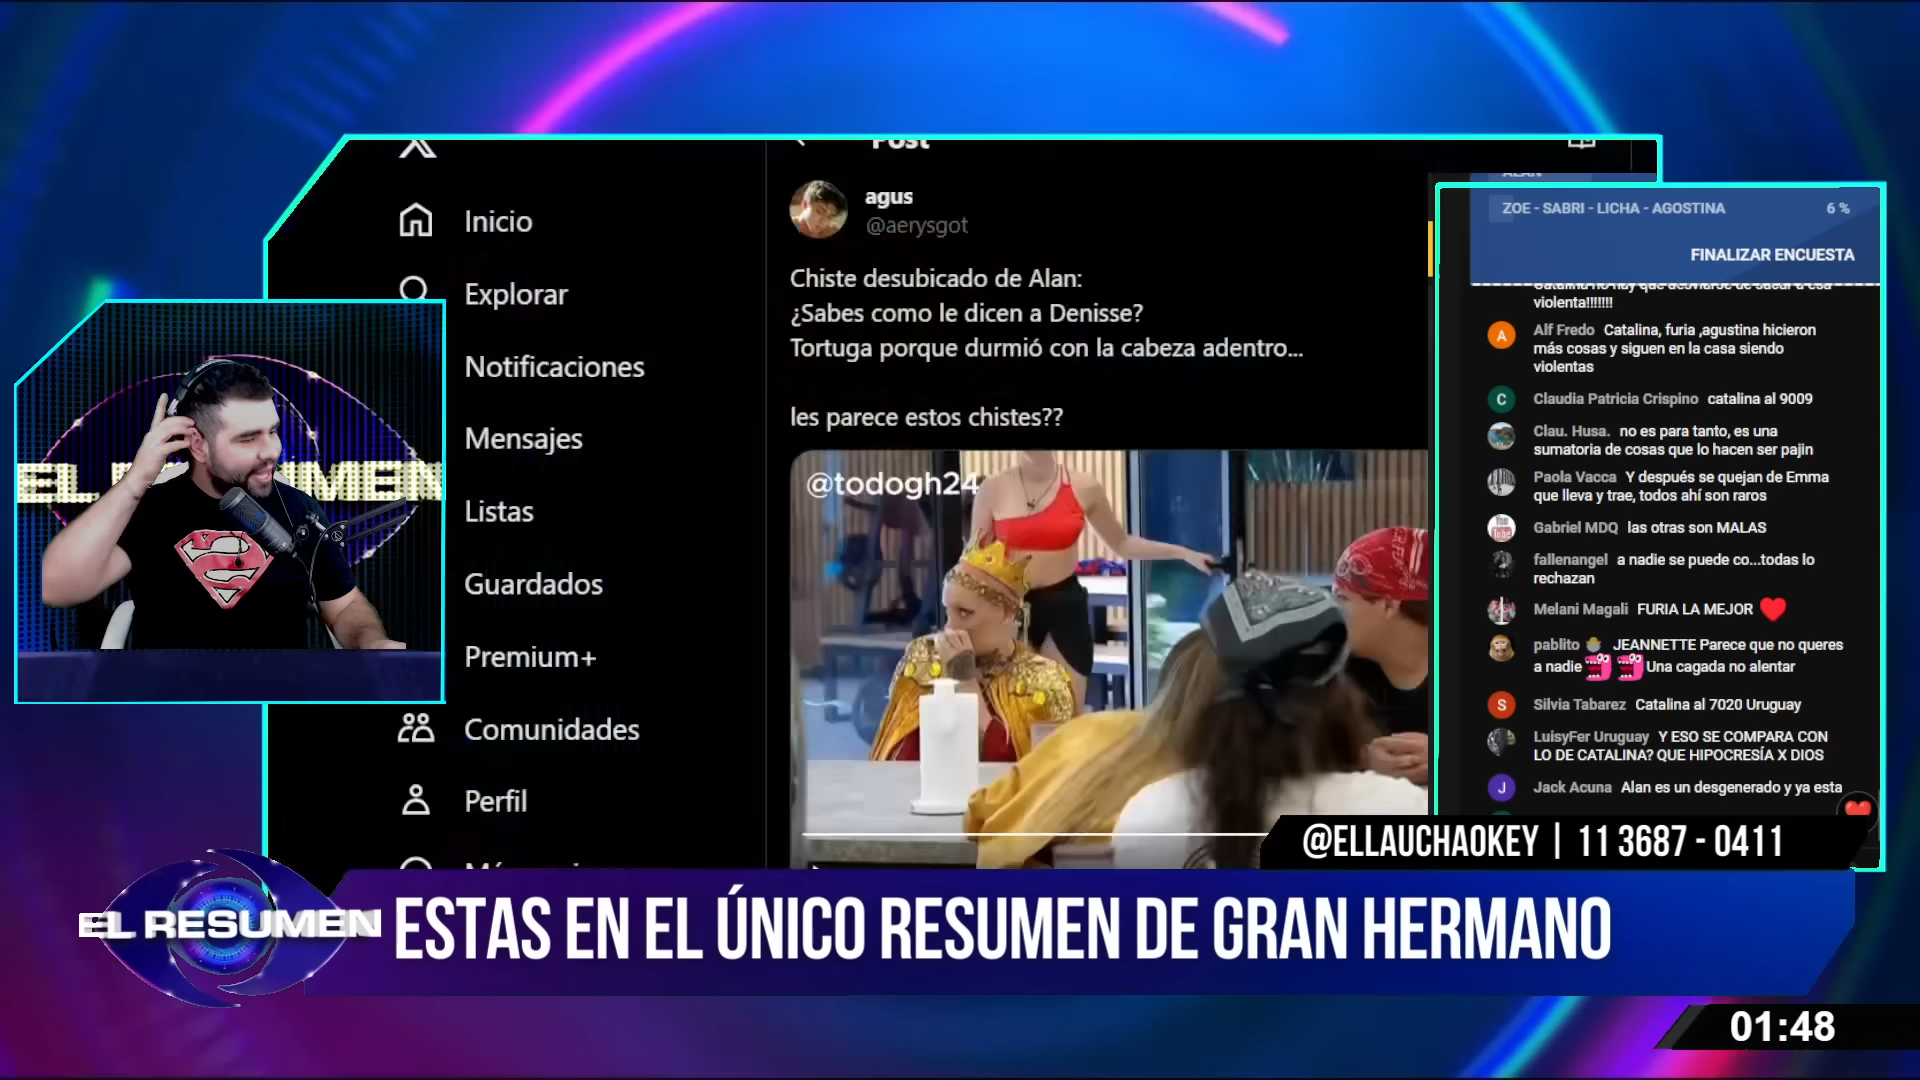 Post
agus
@aerysgot
Inicio
Explorar
Notificaciones
Mensajes
Listas
Guardados
Premium+
Comunidades
Perfil
Chiste desubicado de Alan:
¿Sabes como le dicen a Denisse?
Tortuga porque durmió con la cabeza adentro...
les parece estos chistes??
@todogh24
ALAN
ZOE - SABRI - LICHA - AGOSTINA 6 %
FINALIZAR ENCUESTA
violenta!!!!!!!
Alf Fredo Catalina, furia ,agustina hicieron
más cosas y siguen en la casa siendo
violentas
Claudia Patricia Crispino catalina al 9009
Clau. Husa. no es para tanto, es una
sumatoria de cosas que lo hacen ser pajin
Paola Vacca Y después se quejan de Emma
que lleva y trae, todos ahí son raros
Gabriel MDQ las otras son MALAS
fallenangel a nadie se puede co...todas lo
rechazan
Melani Magali FURIA LA MEJOR ❤️
pablito JEANNETTE Parece que no queres
a nadie Una cagada no alentar
Silvia Tabarez Catalina al 7020 Uruguay
LuisyFer Uruguay Y ESO SE COMPARA CON
LO DE CATALINA? QUE HIPOCRESÍA X DIOS
Jack Acuna Alan es un desgenerado y ya esta
@ELLAUCHAOKEY | 11 3687 - 0411
EL RESUMEN
ESTAS EN EL ÚNICO RESUMEN DE GRAN HERMANO
01:48